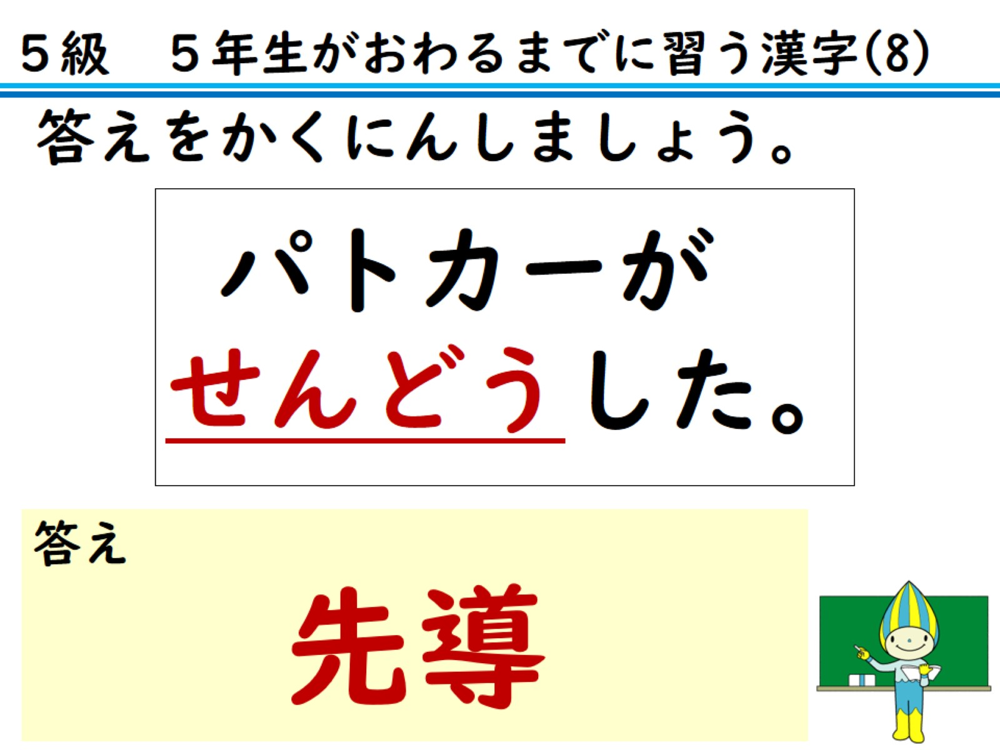 ５級　５年生がおわるまでに習う漢字(8)
答えをかくにんしましょう。
パトカーが
せんどうした。
答え
先導